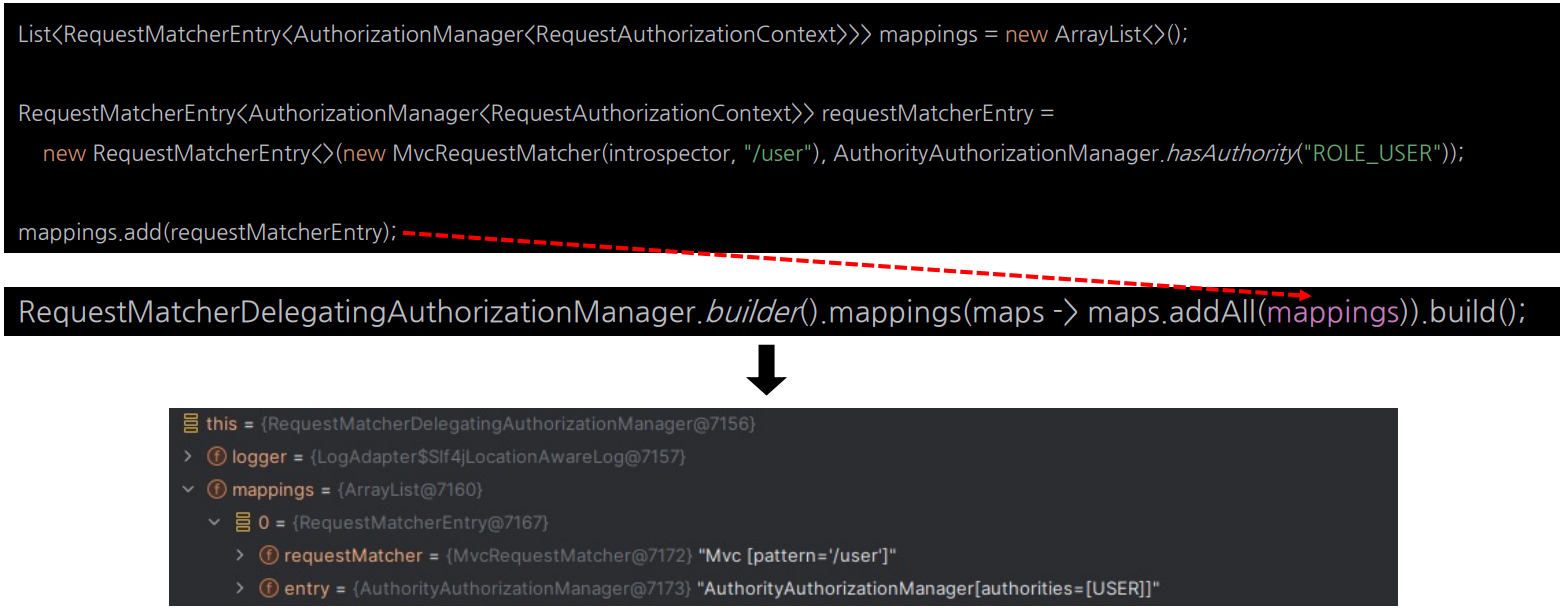 List<RequestMatcherEntry<AuthorizationManager<RequestAuthorizationContext>>> mappings = new ArrayList<>();
RequestMatcherEntry<AuthorizationManager<RequestAuthorizationContext>> requestMatcherEntry =
new RequestMatcherEntry<>(new MvcRequestMatcher(introspector, "/user"), AuthorityAuthorizationManager.hasAuthority("ROLE_USER"));
mappings.add(requestMatcherEntry);
RequestMatcherDelegatingAuthorizationManager.builder().mappings(maps -> maps.addAll(mappings)).build();
this = {RequestMatcherDelegatingAuthorizationManager@7156}
f logger = {LogAdapter$Slf4jLocationAwareLog@7157}
f mappings = {ArrayList@7160}
0 = {RequestMatcherEntry@7167}
f requestMatcher = {MvcRequestMatcher@7172} "Mvc [pattern='/user']"
f entry = {AuthorityAuthorizationManager@7173} "AuthorityAuthorizationManager[authorities=[USER]]"